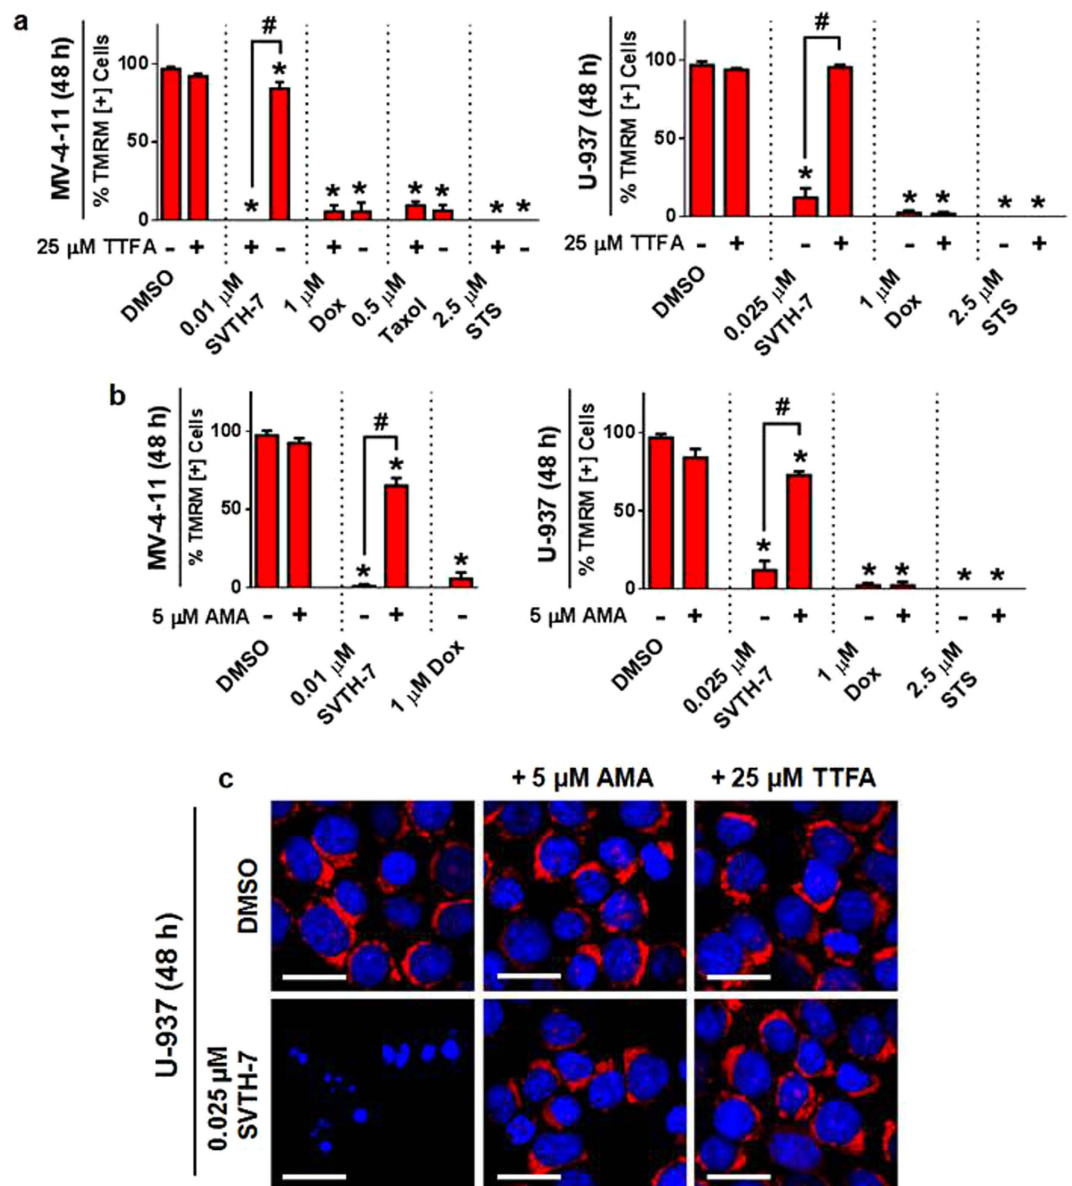 a
MV-4-11 (48 h)
% TMRM [+] Cells
100
50
0
#
* * * * * * * *
25 µM TTFA - + + - + + + - + -
DMSO
0.01 µM
SVTH-7
1 µM
Dox
0.5 µM
Taxol
2.5 µM
STS
U-937 (48 h)
% TMRM [+] Cells
100
50
0
#
* * * * *
25 µM TTFA - + - + - + - +
DMSO
0.025 µM
SVTH-7
1 µM
Dox
2.5 µM
STS
b
MV-4-11 (48 h)
% TMRM [+] Cells
100
50
0
#
* * *
5 µM AMA - + - + -
DMSO
0.01 µM
SVTH-7
1 µM Dox
U-937 (48 h)
% TMRM [+] Cells
100
50
0
#
* * * * * *
5 µM AMA - + - + - + - +
DMSO
0.025 µM
SVTH-7
1 µM
Dox
2.5 µM
STS
c
+ 5 µM AMA
+ 25 µM TTFA
U-937 (48 h)
DMSO
0.025 µM
SVTH-7